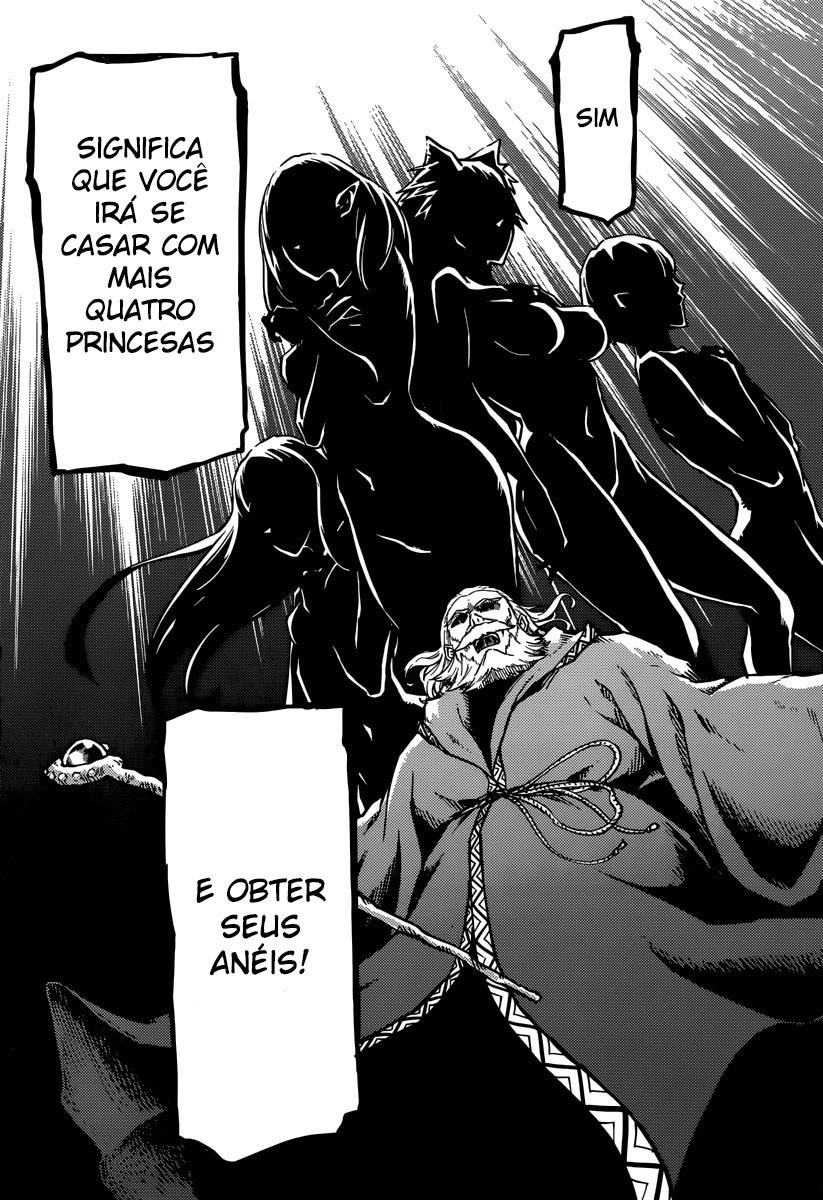 SIM
SIGNIFICA
QUE VOCÊ
IRÁ SE
CASAR COM
MAIS
QUATRO
PRINCESAS
E OBTER
SEUS
ANÉIS!